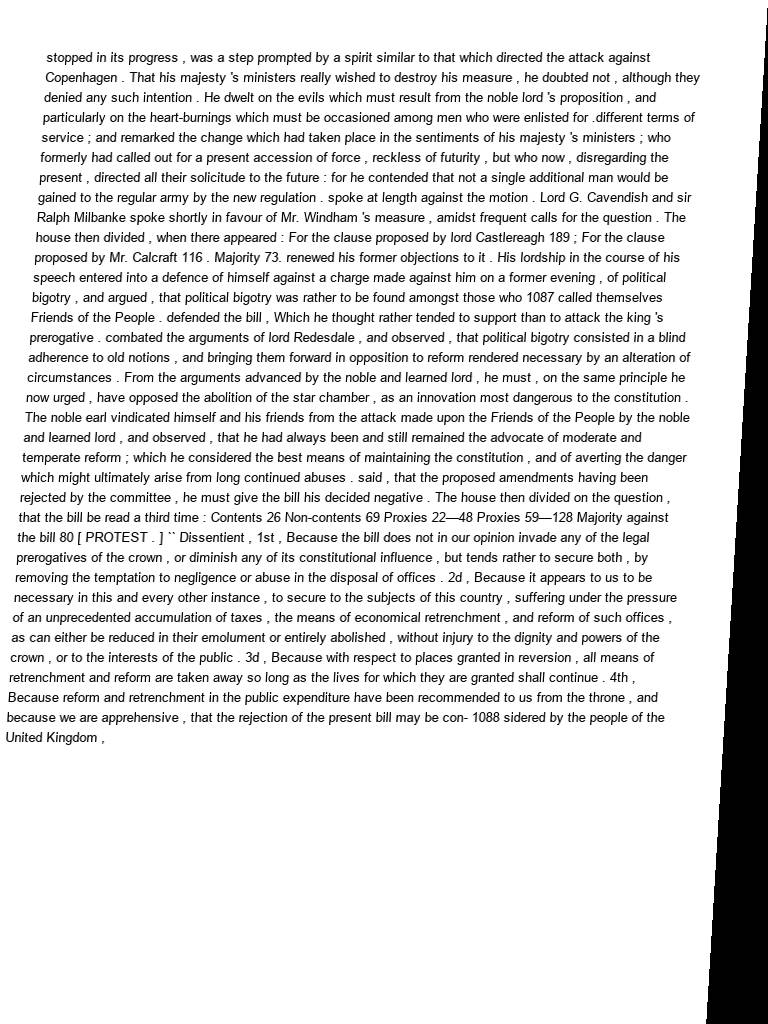 stopped in its progress , was a step prompted by a spirit similar to that which directed the attack against
Copenhagen . That his majesty 's ministers really wished to destroy his measure , he doubted not , although they
denied any such intention . He dwelt on the evils which must result from the noble lord 's proposition , and
particularly on the heart-burnings which must be occasioned among men who were enlisted for .different terms of
service ; and remarked the change which had taken place in the sentiments of his majesty 's ministers ; who
formerly had called out for a present accession of force , reckless of futurity , but who now , disregarding the
present , directed all their solicitude to the future : for he contended that not a single additional man would be
gained to the regular army by the new regulation . spoke at length against the motion . Lord G. Cavendish and sir
Ralph Milbanke spoke shortly in favour of Mr. Windham 's measure , amidst frequent calls for the question . The
house then divided , when there appeared : For the clause proposed by lord Castlereagh 189 ; For the clause
proposed by Mr. Calcraft 116 . Majority 73. renewed his former objections to it . His lordship in the course of his
speech entered into a defence of himself against a charge made against him on a former evening , of political
bigotry , and argued , that political bigotry was rather to be found amongst those who 1087 called themselves
Friends of the People . defended the bill , Which he thought rather tended to support than to attack the king 's
prerogative . combated the arguments of lord Redesdale , and observed , that political bigotry consisted in a blind
adherence to old notions , and bringing them forward in opposition to reform rendered necessary by an alteration of
circumstances . From the arguments advanced by the noble and learned lord , he must , on the same principle he
now urged , have opposed the abolition of the star chamber , as an innovation most dangerous to the constitution .
The noble earl vindicated himself and his friends from the attack made upon the Friends of the People by the noble
and learned lord , and observed , that he had always been and still remained the advocate of moderate and
temperate reform ; which he considered the best means of maintaining the constitution , and of averting the danger
which might ultimately arise from long continued abuses . said , that the proposed amendments having been
rejected by the committee , he must give the bill his decided negative . The house then divided on the question ,
that the bill be read a third time : Contents 26 Non-contents 69 Proxies 22—48 Proxies 59—128 Majority against
the bill 80 [ PROTEST . ] `` Dissentient , 1st , Because the bill does not in our opinion invade any of the legal
prerogatives of the crown , or diminish any of its constitutional influence , but tends rather to secure both , by
removing the temptation to negligence or abuse in the disposal of offices . 2d , Because it appears to us to be
necessary in this and every other instance , to secure to the subjects of this country , suffering under the pressure
of an unprecedented accumulation of taxes , the means of economical retrenchment , and reform of such offices ,
as can either be reduced in their emolument or entirely abolished , without injury to the dignity and powers of the
crown , or to the interests of the public . 3d , Because with respect to places granted in reversion , all means of
retrenchment and reform are taken away so long as the lives for which they are granted shall continue . 4th ,
Because reform and retrenchment in the public expenditure have been recommended to us from the throne , and
because we are apprehensive , that the rejection of the present bill may be con- 1088 sidered by the people of the
United Kingdom ,